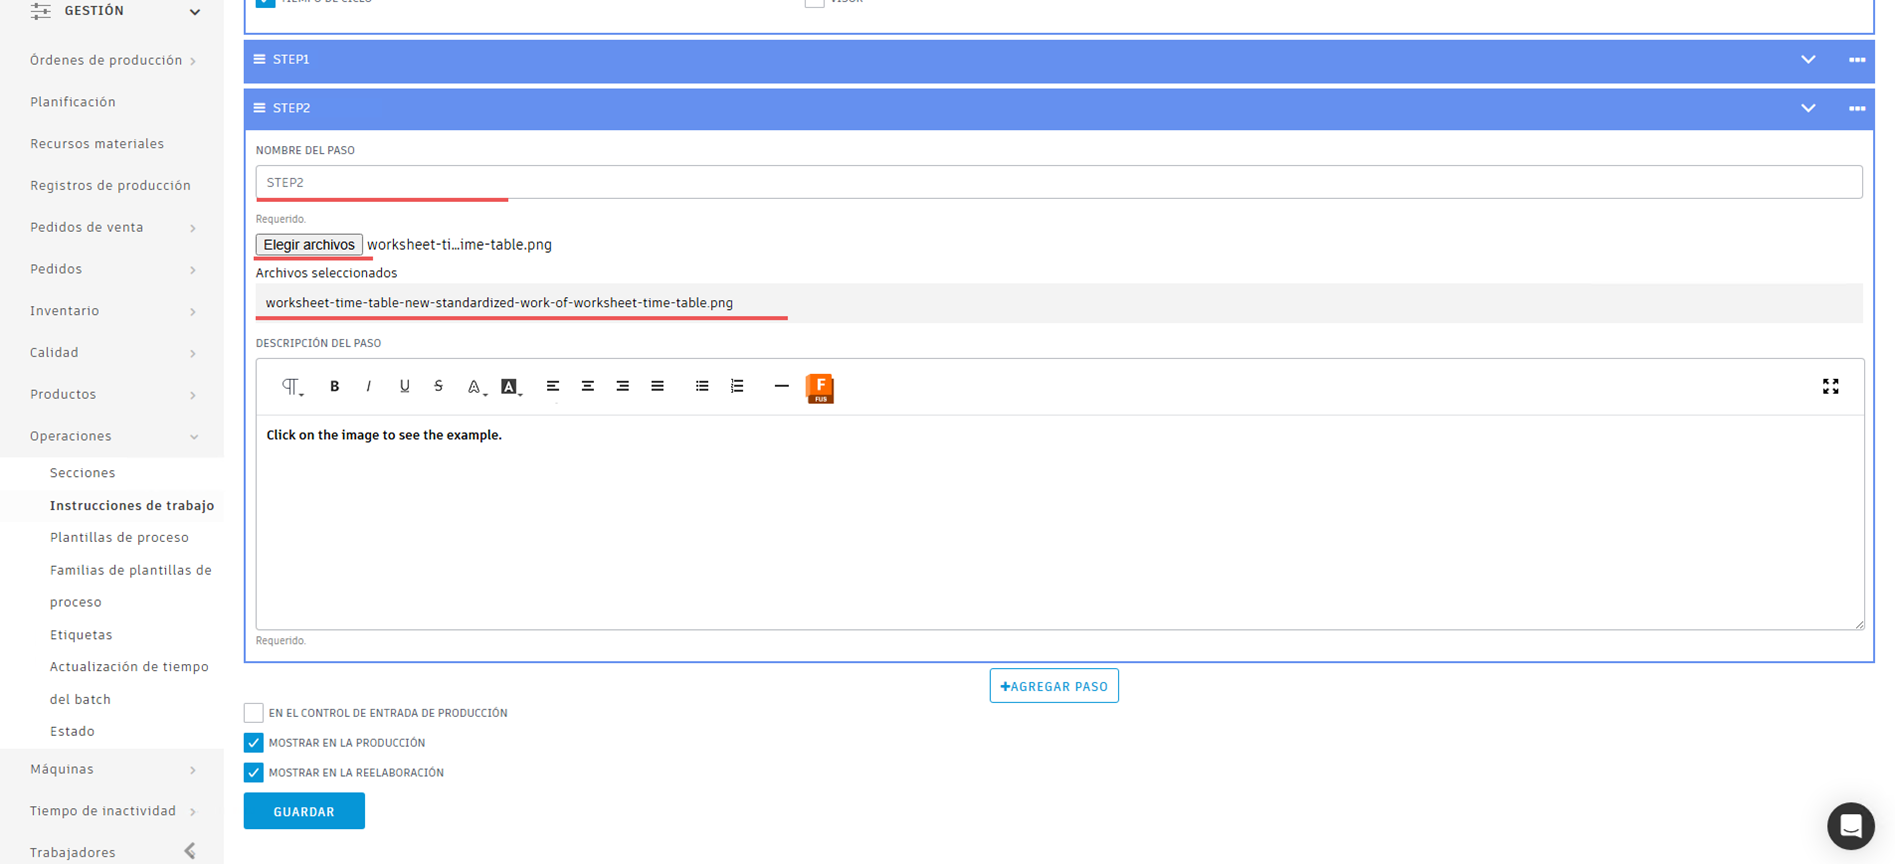 GESTIÓN
Órdenes de producción
Planificación
Recursos materiales
Registros de producción
Pedidos de venta
Pedidos
Inventario
Calidad
Productos
Operaciones
Secciones
Instrucciones de trabajo
Plantillas de proceso
Familias de plantillas de
proceso
Etiquetas
Actualización de tiempo
del batch
Estado
Máquinas
Tiempo de inactividad
Trabajadores
TIEMPO DE CICLO
VISOR
STEP1
STEP2
NOMBRE DEL PASO
STEP2
Requerido.
Elegir archivos worksheet-ti...ime-table.png
Archivos seleccionados
worksheet-time-table-new-standardized-work-of-worksheet-time-table.png
DESCRIPCIÓN DEL PASO
B I U S A A F FUS
Click on the image to see the example.
Requerido.
+AGREGAR PASO
EN EL CONTROL DE ENTRADA DE PRODUCCIÓN
MOSTRAR EN LA PRODUCCIÓN
MOSTRAR EN LA REELABORACIÓN
GUARDAR